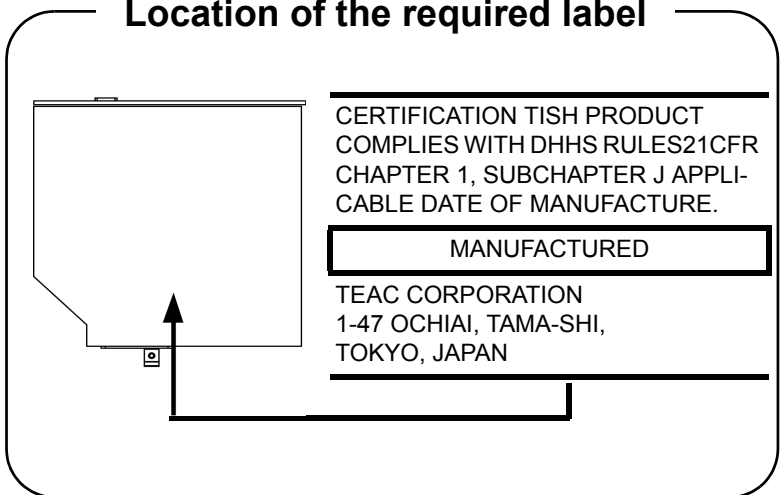 Location of the required label
CERTIFICATION TISH PRODUCT
COMPLIES WITH DHHS RULES21CFR
CHAPTER 1, SUBCHAPTER J APPLI-
CABLE DATE OF MANUFACTURE.
MANUFACTURED
TEAC CORPORATION
1-47 OCHIAI, TAMA-SHI,
TOKYO, JAPAN